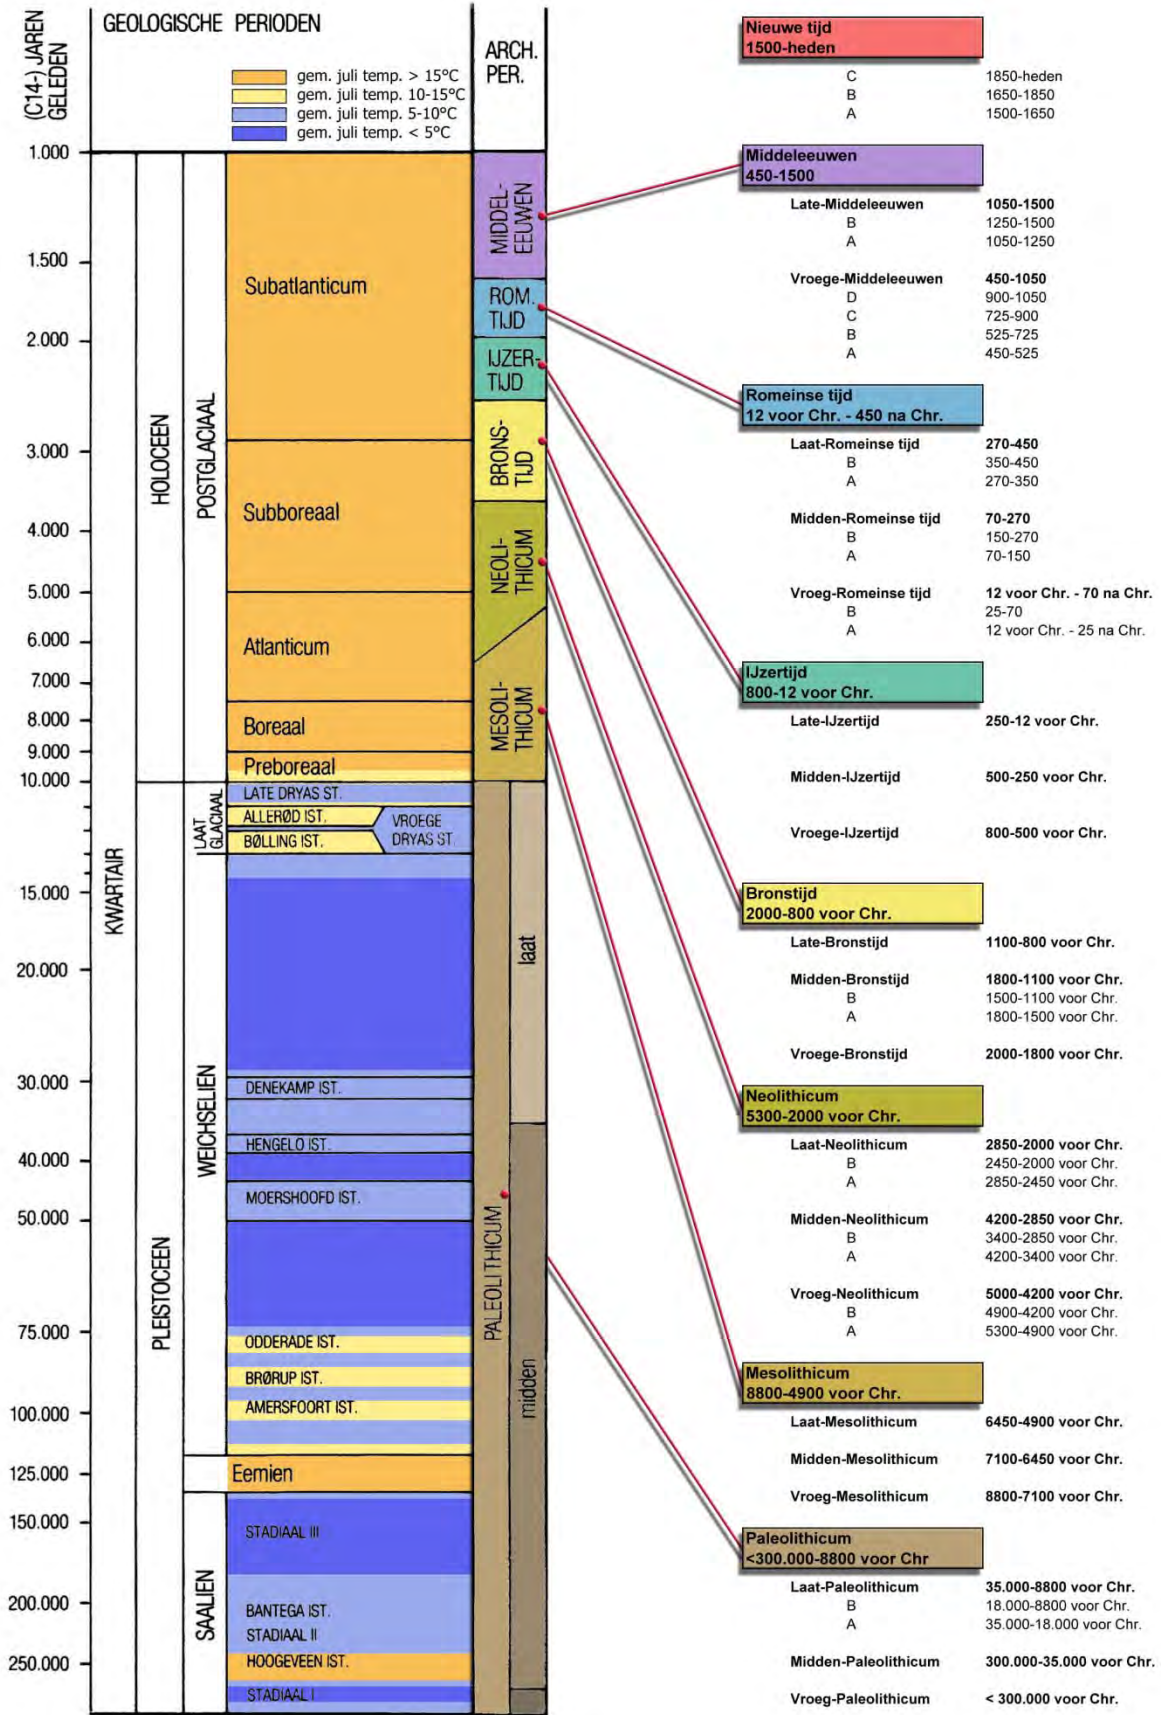 (C14-) JAREN
GELEDEN
GEOLOGISCHE PERIODEN
gem. juli temp. > 15°C
gem. juli temp. 10-15°C
gem. juli temp. 5-10°C
gem. juli temp. < 5°C
ARCH.
PER.
1.000
1.500
2.000
3.000
4.000
5.000
6.000
7.000
8.000
9.000
10.000
15.000
20.000
30.000
40.000
50.000
75.000
100.000
125.000
150.000
200.000
250.000
KWARTAIR
HOLOCEEN
PLEISTOCEEN
POSTGLACIAAL
LAAT
GLACIAAL
WEICHSELIEN
SAALIEN
Subatlanticum
Subboreaal
Atlanticum
Boreaal
Preboreaal
LATE DRYAS ST.
ALLERØD IST.
VROEGE
DRYAS ST.
BØLLING IST.
DENEKAMP IST.
HENGELO IST.
MOERSHOOFD IST.
ODDERADE IST.
BRØRUP IST.
AMERSFOORT IST.
Eemien
STADIAAL III
BANTEGA IST.
STADIAAL II
HOOGEVEEN IST.
STADIAAL I
MIDDEL-
EEUWEN
ROM.
TIJD
IJZER-
TIJD
BRONS-
TIJD
NEOLI-
THICUM
MESOLI-
THICUM
PALEOLITHICUM
laat
midden
Nieuwe tijd
1500-heden
C 1850-heden
B 1650-1850
A 1500-1650
Middeleeuwen
450-1500
Late-Middeleeuwen 1050-1500
B 1250-1500
A 1050-1250
Vroege-Middeleeuwen 450-1050
D 900-1050
C 725-900
B 525-725
A 450-525
Romeinse tijd
12 voor Chr. - 450 na Chr.
Laat-Romeinse tijd 270-450
B 350-450
A 270-350
Midden-Romeinse tijd 70-270
B 150-270
A 70-150
Vroeg-Romeinse tijd 12 voor Chr. - 70 na Chr.
B 25-70
A 12 voor Chr. - 25 na Chr.
IJzertijd
800-12 voor Chr.
Late-IJzertijd 250-12 voor Chr.
Midden-IJzertijd 500-250 voor Chr.
Vroege-IJzertijd 800-500 voor Chr.
Bronstijd
2000-800 voor Chr.
Late-Bronstijd 1100-800 voor Chr.
Midden-Bronstijd 1800-1100 voor Chr.
B 1500-1100 voor Chr.
A 1800-1500 voor Chr.
Vroege-Bronstijd 2000-1800 voor Chr.
Neolithicum
5300-2000 voor Chr.
Laat-Neolithicum 2850-2000 voor Chr.
B 2450-2000 voor Chr.
A 2850-2450 voor Chr.
Midden-Neolithicum 4200-2850 voor Chr.
B 3400-2850 voor Chr.
A 4200-3400 voor Chr.
Vroeg-Neolithicum 5000-4200 voor Chr.
B 4900-4200 voor Chr.
A 5300-4900 voor Chr.
Mesolithicum
8800-4900 voor Chr.
Laat-Mesolithicum 6450-4900 voor Chr.
Midden-Mesolithicum 7100-6450 voor Chr.
Vroeg-Mesolithicum 8800-7100 voor Chr.
Paleolithicum
<300.000-8800 voor Chr
Laat-Paleolithicum 35.000-8800 voor Chr.
B 18.000-8800 voor Chr.
A 35.000-18.000 voor Chr.
Midden-Paleolithicum 300.000-35.000 voor Chr.
Vroeg-Paleolithicum < 300.000 voor Chr.